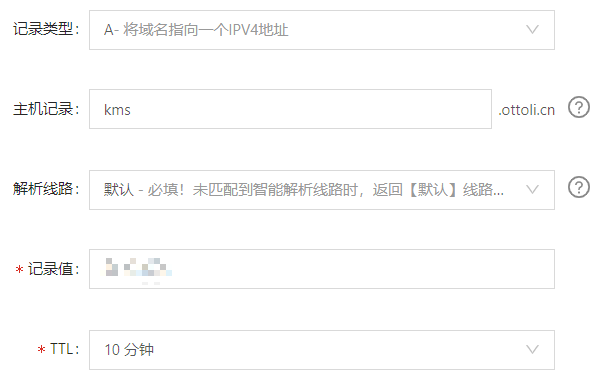 记录类型： A- 将域名指向一个IPV4地址
主机记录： kms .ottoli.cn ?
解析线路： 默认 - 必填！未匹配到智能解析线路时，返回【默认】线路... ?
* 记录值：
* TTL： 10 分钟